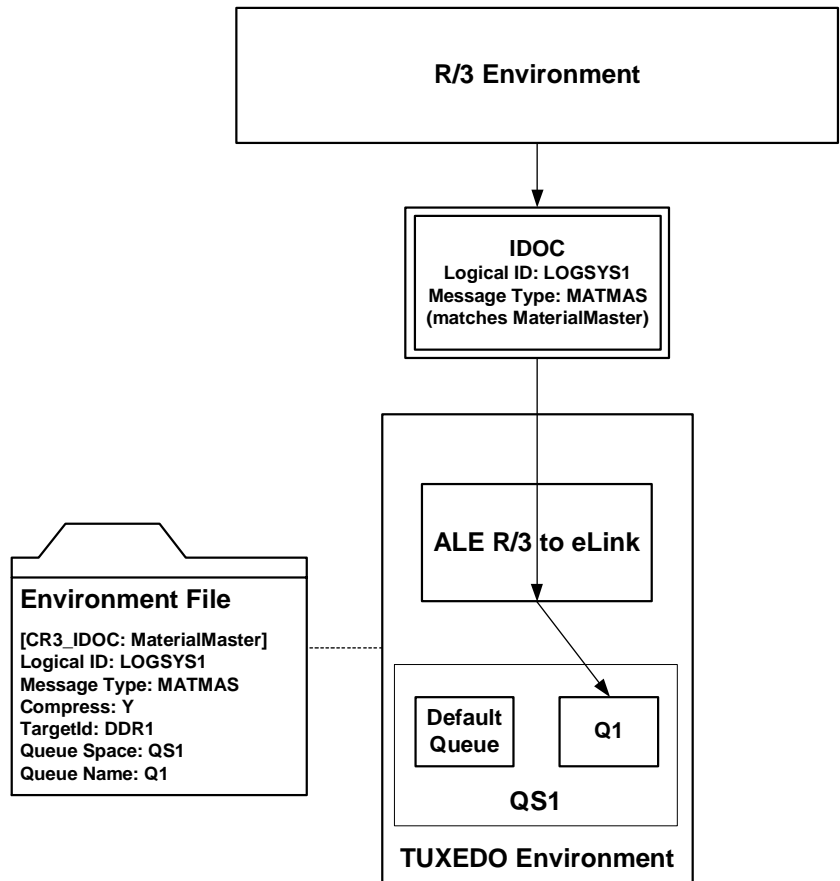 R/3 Environment
IDOC
Logical ID: LOGSYS1
Message Type: MATMAS
(matches MaterialMaster)
ALE R/3 to eLink
Environment File
[CR3_IDOC: MaterialMaster]
Logical ID: LOGSYS1
Message Type: MATMAS
Compress: Y
TargetId: DDR1
Queue Space: QS1
Queue Name: Q1
Default
Queue
Q1
QS1
TUXEDO Environment